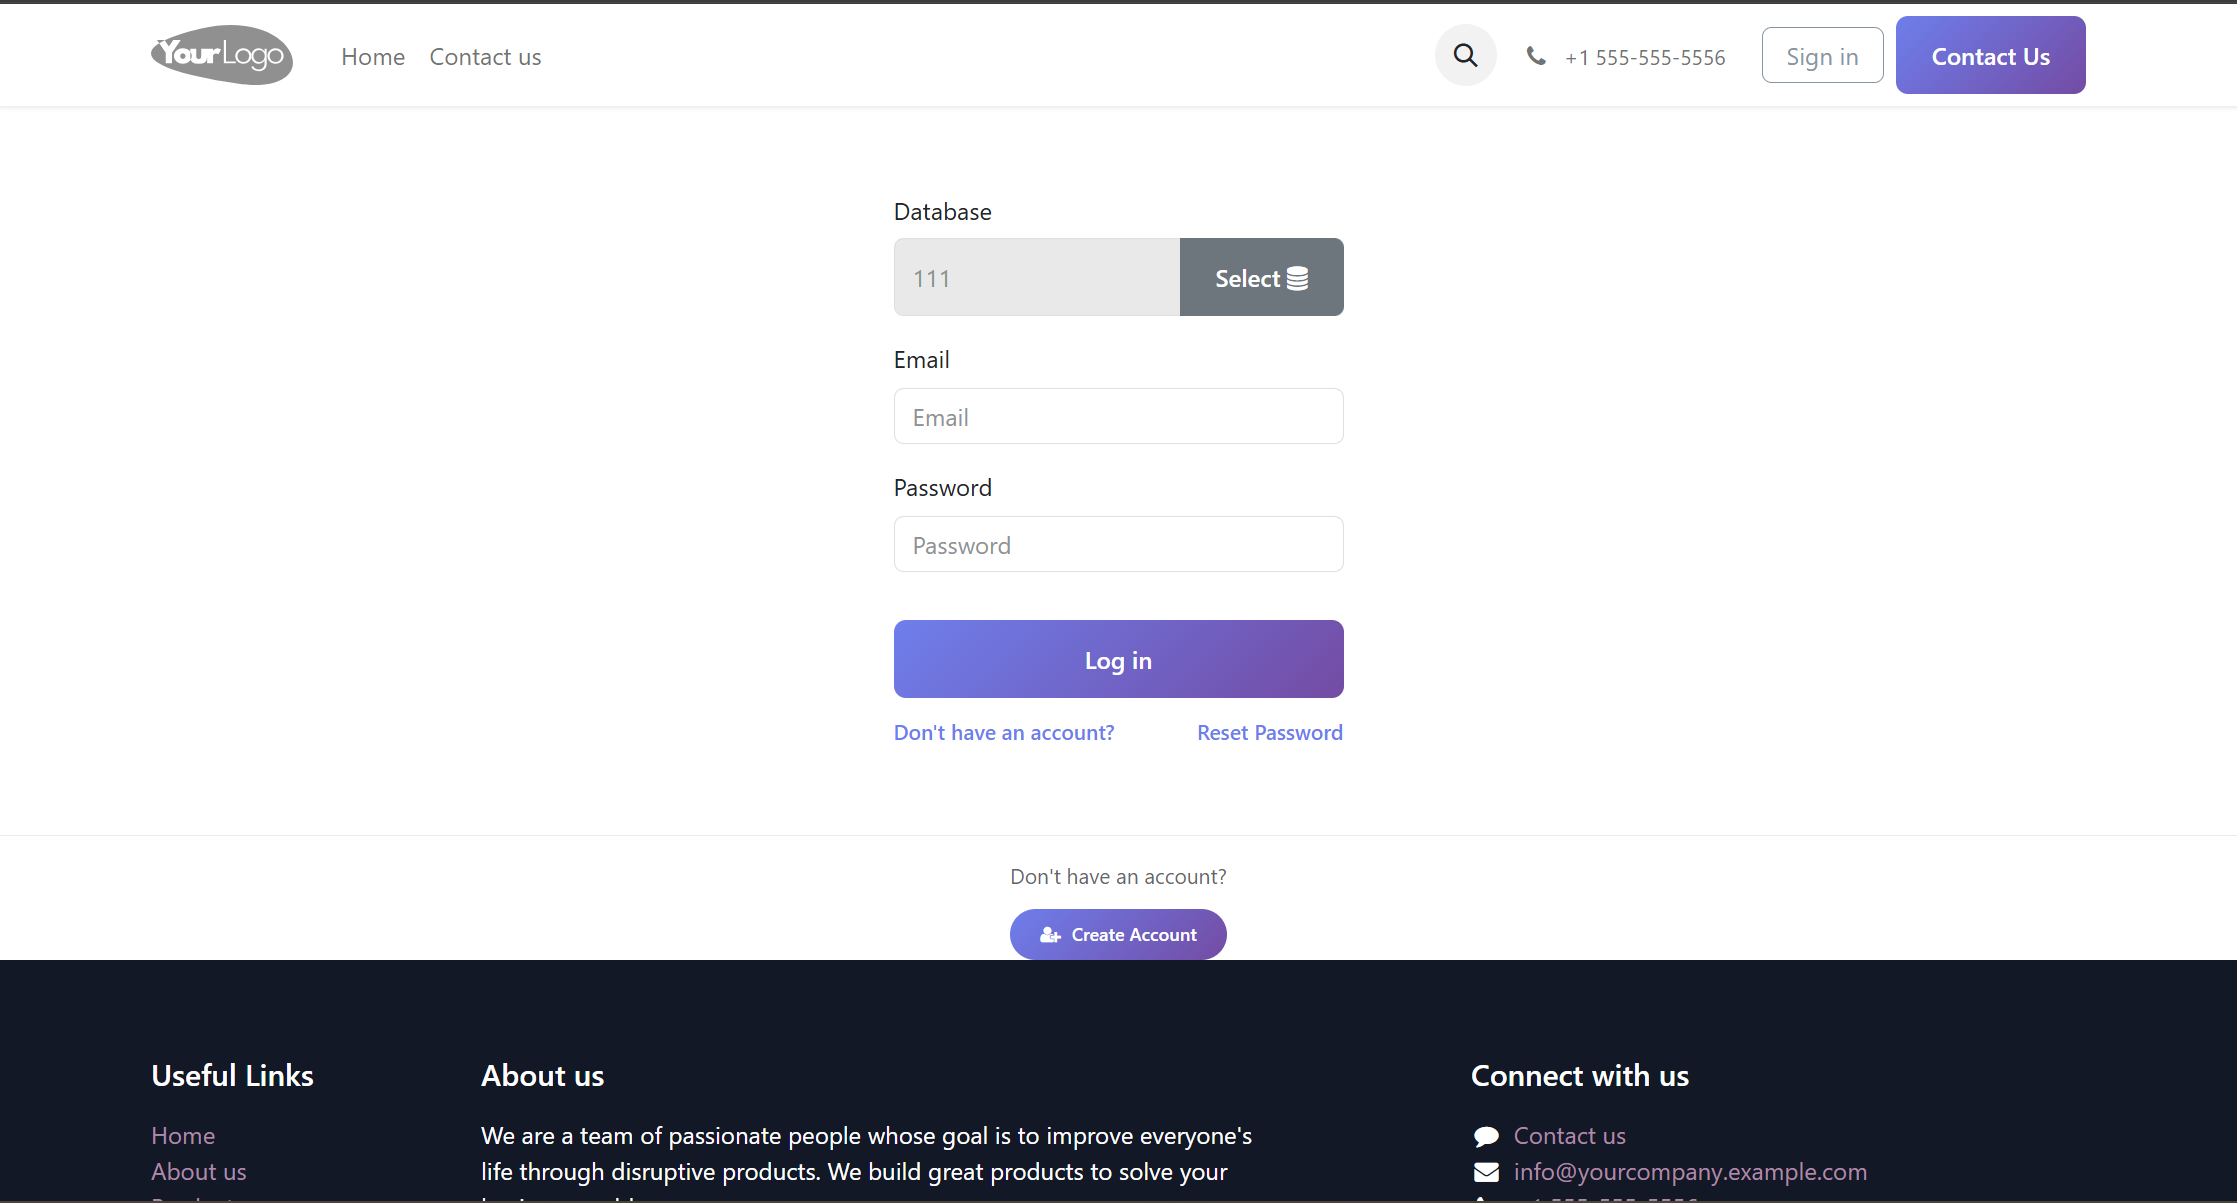 YourLogo
Home
Contact us
+1 555-555-5556
Sign in
Contact Us
Database
111
Select
Email
Email
Password
Password
Log in
Don't have an account?
Reset Password
Don't have an account?
Create Account
Useful Links
Home
About us
About us
We are a team of passionate people whose goal is to improve everyone's
life through disruptive products. We build great products to solve your
Connect with us
Contact us
info@yourcompany.example.com